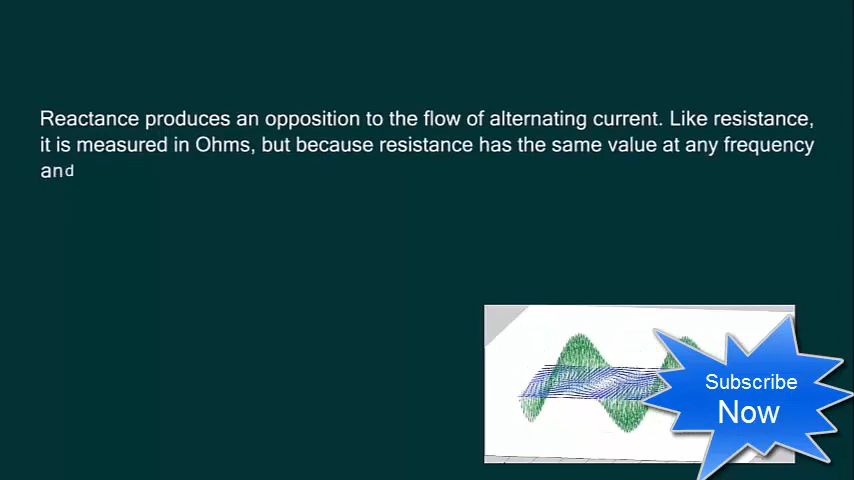 Reactance produces an opposition to the flow of alternating current. Like resistance,
it is measured in Ohms, but because resistance has the same value at any frequency
and
Subscribe
Now